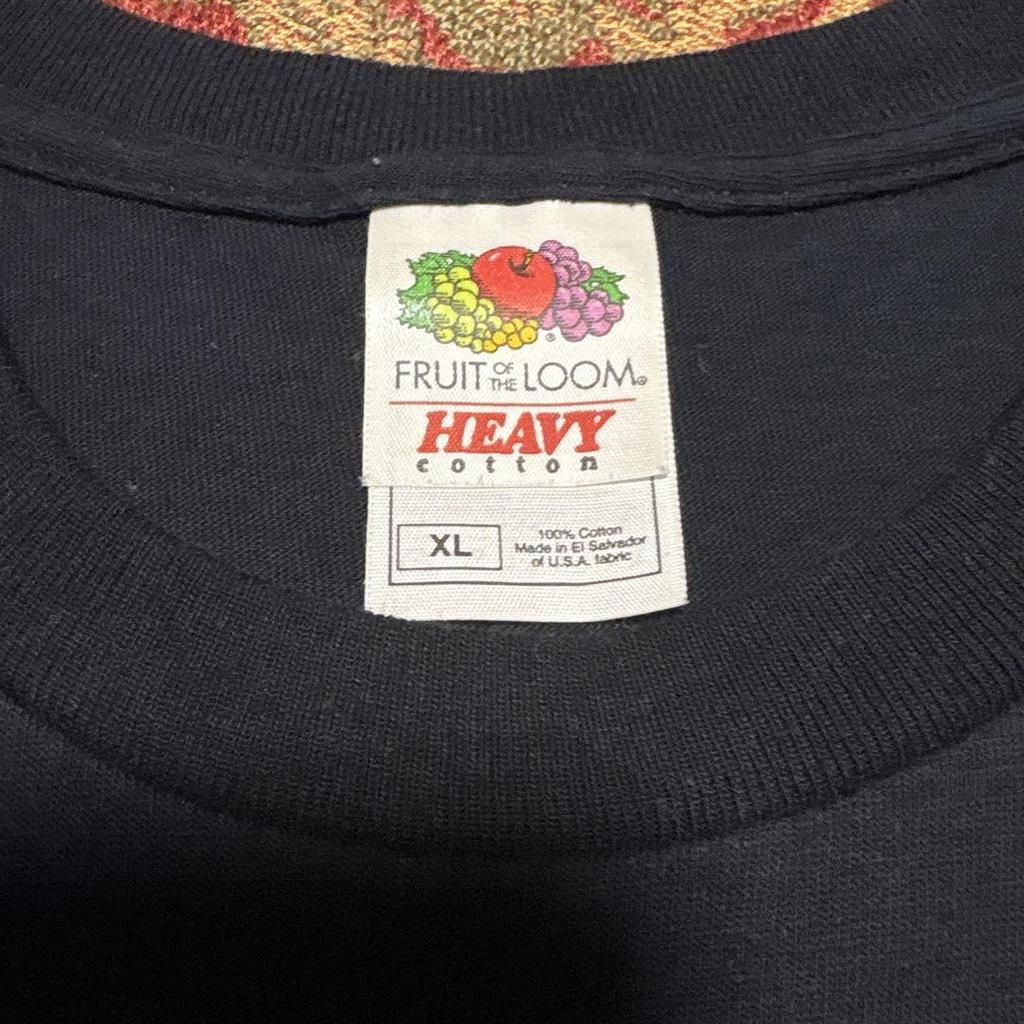 FRUIT OF THE LOOM®
HEAVY
cotton
XL
100% Cotton
Made in El Salvador
of U.S.A. fabric